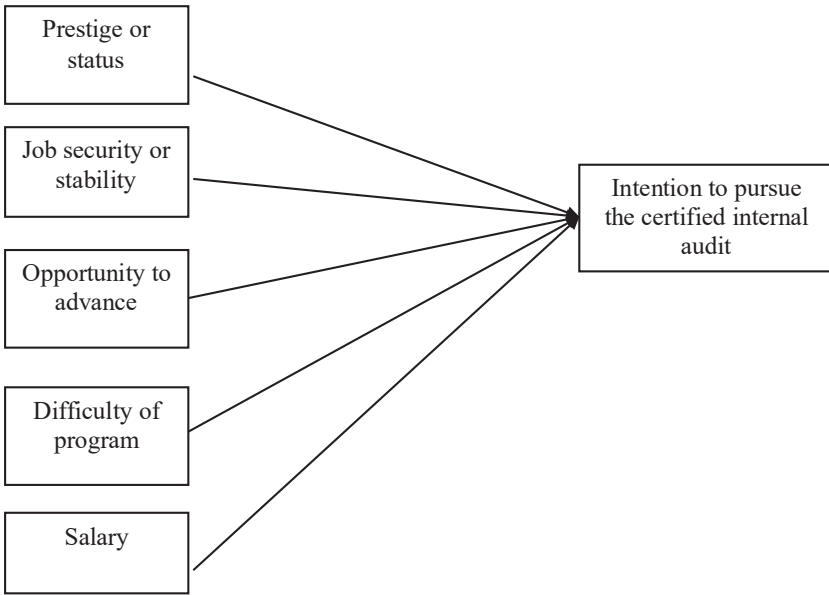 Prestige or
status
Job security or
stability
Opportunity to
advance
Difficulty of
program
Salary
Intention to pursue
the certified internal
audit